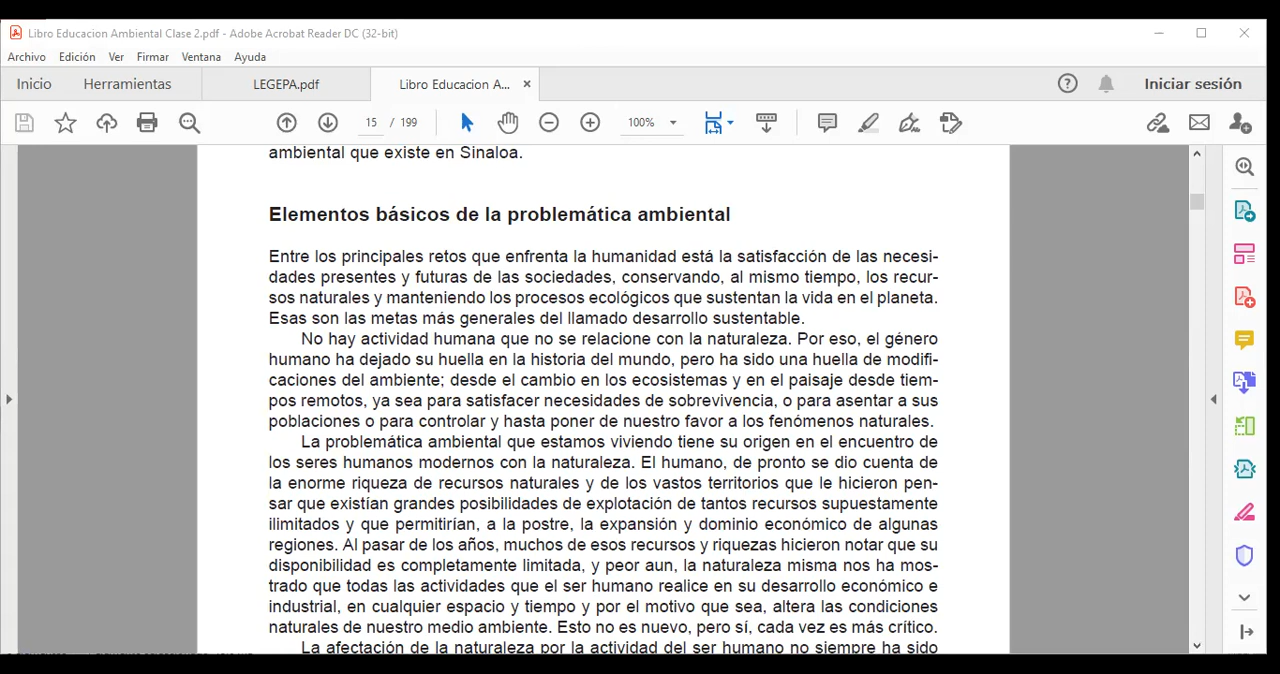 Libro Educacion Ambiental Clase 2.pdf - Adobe Acrobat Reader DC (32-bit)
Archivo Edición Ver Firmar Ventana Ayuda
Inicio Herramientas LEGEPA.pdf Libro Educacion A... × Iniciar sesión
15 / 199 100%
ambiental que existe en Sinaloa.
Elementos básicos de la problemática ambiental
Entre los principales retos que enfrenta la humanidad está la satisfacción de las necesi-
dades presentes y futuras de las sociedades, conservando, al mismo tiempo, los recur-
sos naturales y manteniendo los procesos ecológicos que sustentan la vida en el planeta.
Esas son las metas más generales del llamado desarrollo sustentable.
No hay actividad humana que no se relacione con la naturaleza. Por eso, el género
humano ha dejado su huella en la historia del mundo, pero ha sido una huella de modifi-
caciones del ambiente; desde el cambio en los ecosistemas y en el paisaje desde tiem-
pos remotos, ya sea para satisfacer necesidades de sobrevivencia, o para asentar a sus
poblaciones o para controlar y hasta poner de nuestro favor a los fenómenos naturales.
La problemática ambiental que estamos viviendo tiene su origen en el encuentro de
los seres humanos modernos con la naturaleza. El humano, de pronto se dio cuenta de
la enorme riqueza de recursos naturales y de los vastos territorios que le hicieron pen-
sar que existían grandes posibilidades de explotación de tantos recursos supuestamente
ilimitados y que permitirían, a la postre, la expansión y dominio económico de algunas
regiones. Al pasar de los años, muchos de esos recursos y riquezas hicieron notar que su
disponibilidad es completamente limitada, y peor aun, la naturaleza misma nos ha mos-
trado que todas las actividades que el ser humano realice en su desarrollo económico e
industrial, en cualquier espacio y tiempo y por el motivo que sea, altera las condiciones
naturales de nuestro medio ambiente. Esto no es nuevo, pero sí, cada vez es más crítico.
La afectación de la naturaleza por la actividad del ser humano no siempre ha sido